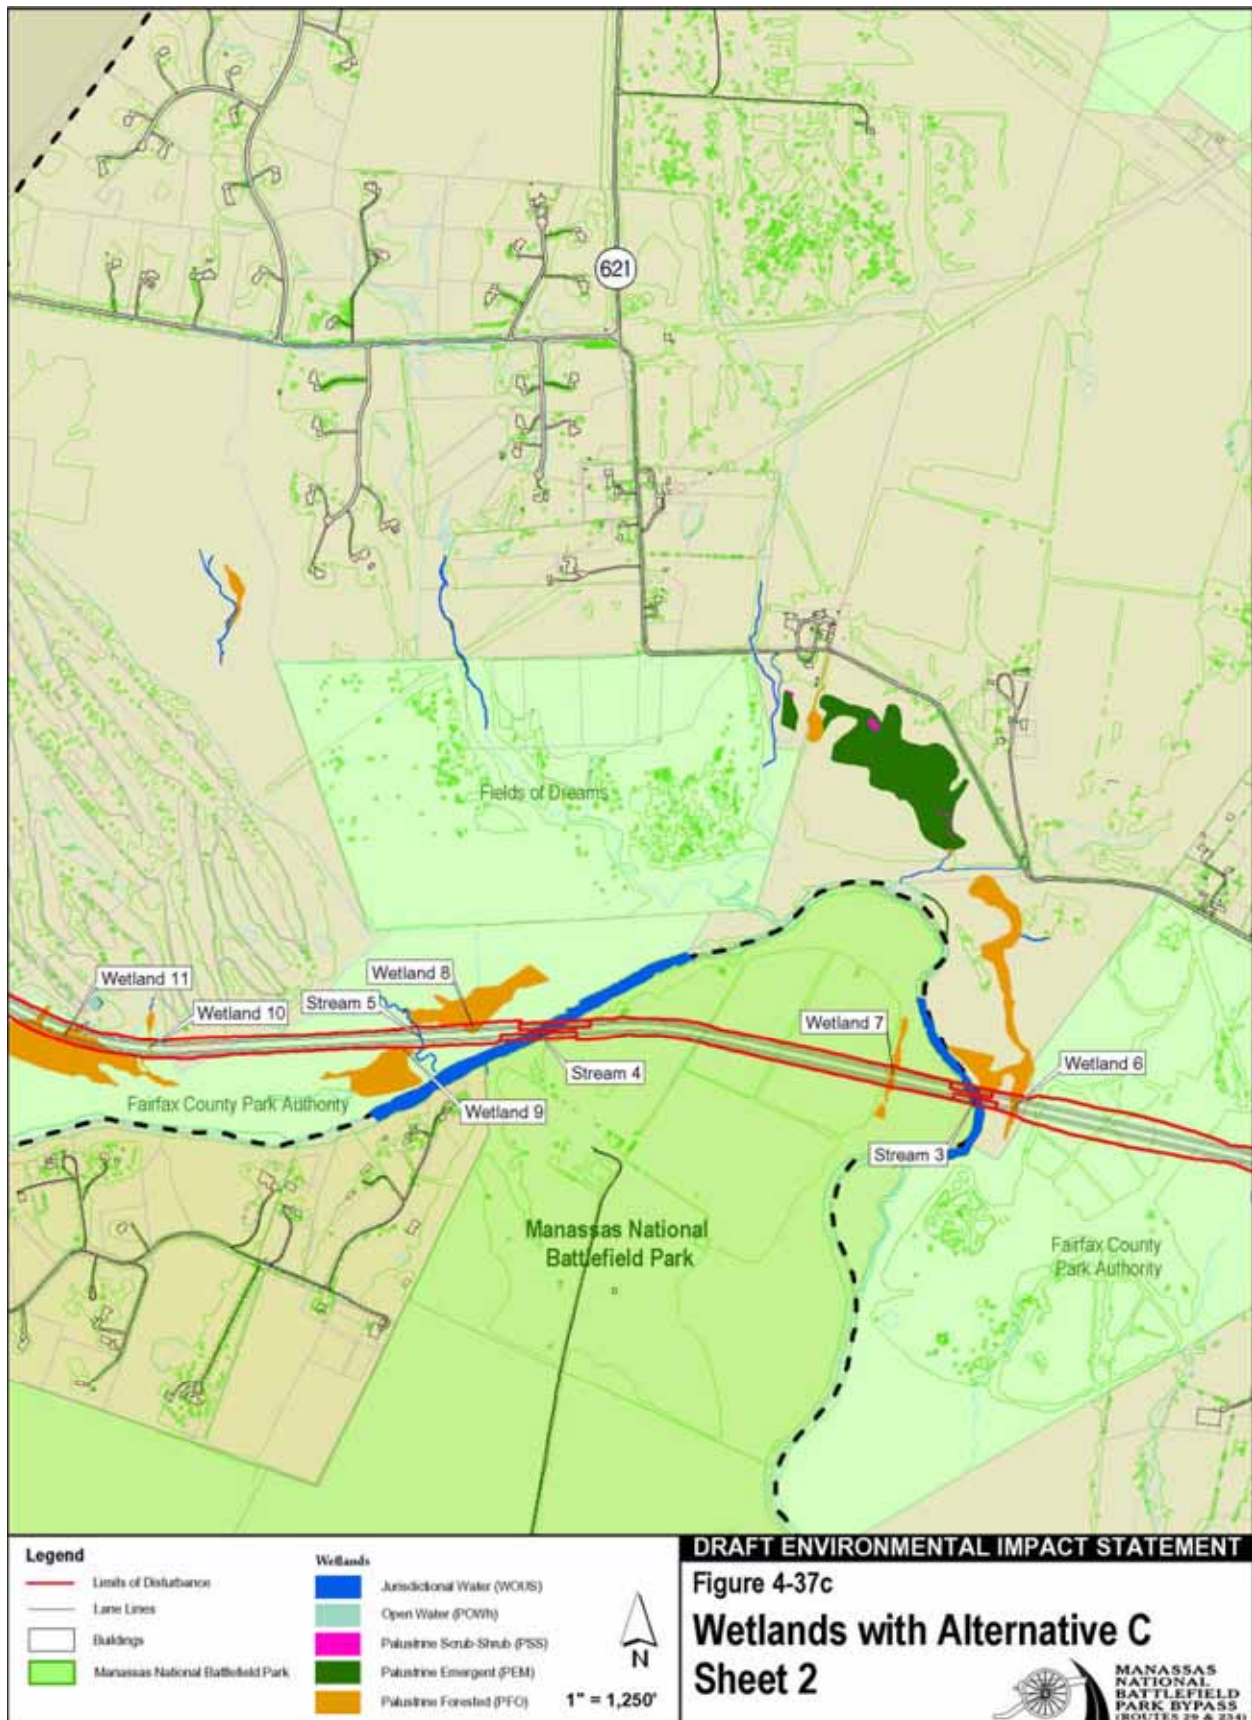 621
Fields of Dreams
Wetland 11
Wetland 10
Wetland 8
Stream 5
Wetland 7
Wetland 6
Stream 4
Wetland 9
Fairfax County Park Authority
Stream 3
Manassas National
Battlefield Park
Fairfax County
Park Authority
Legend
Limits of Disturbance
Lane Lines
Buildings
Manassas National Battlefield Park
Wetlands
Jurisdictional Water (WOUS)
Open Water (POWh)
Palustrine Scrub-Shrub (PSS)
Palustrine Emergent (PEM)
Palustrine Forested (PFO)
N
1" = 1,250'
DRAFT ENVIRONMENTAL IMPACT STATEMENT
Figure 4-37c
Wetlands with Alternative C
Sheet 2
MANASSAS
NATIONAL
BATTLEFIELD
PARK BYPASS
(ROUTES 29 & 234)